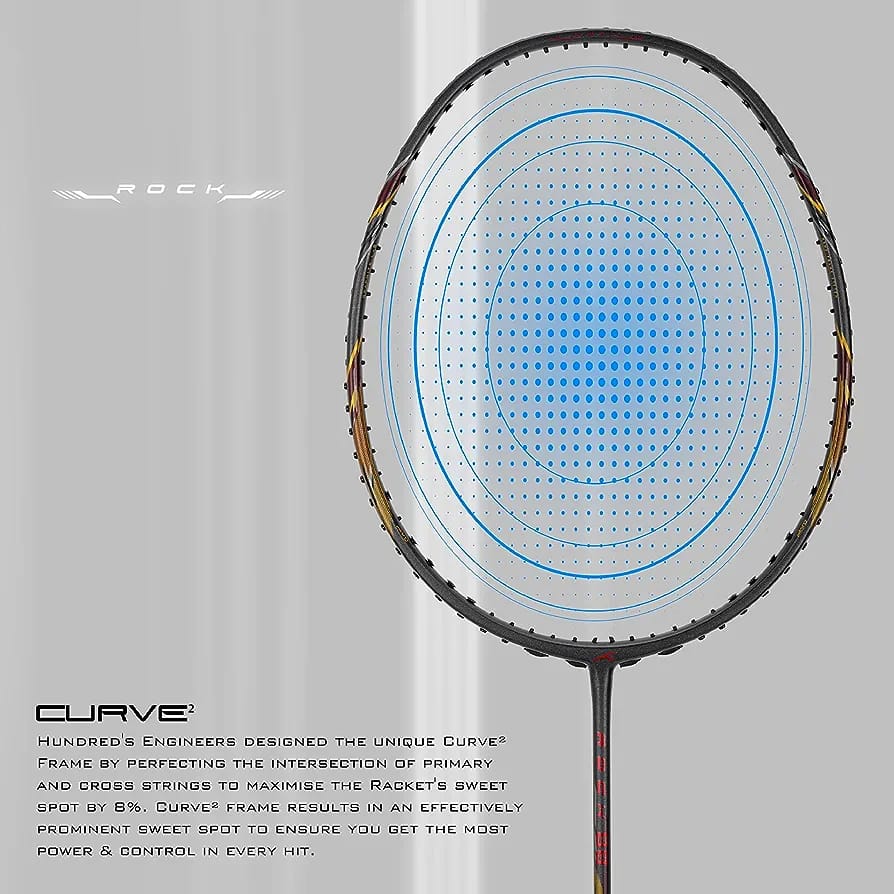 ROCK
CURVE²
HUNDRED'S ENGINEERS DESIGNED THE UNIQUE CURVE²
FRAME BY PERFECTING THE INTERSECTION OF PRIMARY
AND CROSS STRINGS TO MAXIMISE THE RACKET'S SWEET
SPOT BY 8%. CURVE² FRAME RESULTS IN AN EFFECTIVELY
PROMINENT SWEET SPOT TO ENSURE YOU GET THE MOST
POWER & CONTROL IN EVERY HIT.